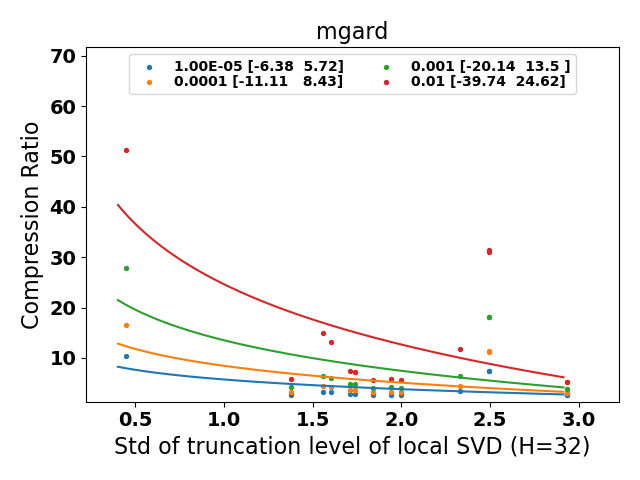 mgard
1.00E-05 [-6.38  5.72]
0.0001 [-11.11   8.43]
0.001 [-20.14  13.5 ]
0.01 [-39.74  24.62]
Compression Ratio
70
60
50
40
30
20
10
0.5 1.0 1.5 2.0 2.5 3.0
Std of truncation level of local SVD (H=32)